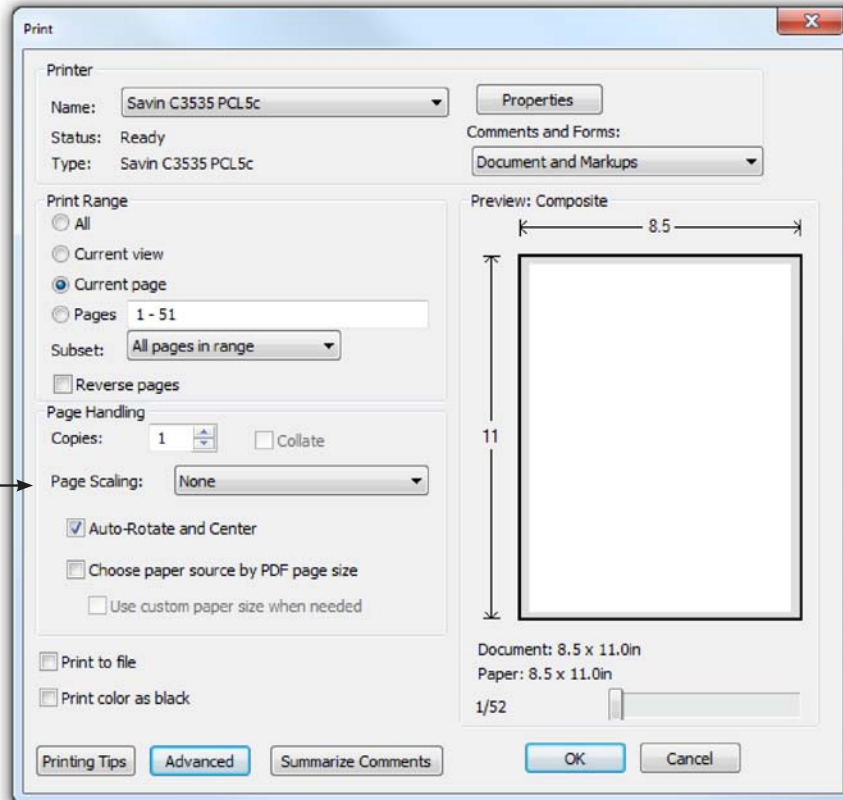 Print
Printer
Name: Savin C3535 PCL5c
Properties
Status: Ready
Comments and Forms:
Type: Savin C3535 PCL5c
Document and Markups
Print Range
All
Current view
Current page
Pages 1 - 51
Subset: All pages in range
Reverse pages
Page Handling
Copies: 1 Collate
Page Scaling: None
Auto-Rotate and Center
Choose paper source by PDF page size
Use custom paper size when needed
Print to file
Print color as black
Preview: Composite
8.5
11
Document: 8.5 x 11.0in
Paper: 8.5 x 11.0in
1/52
Printing Tips Advanced Summarize Comments OK Cancel